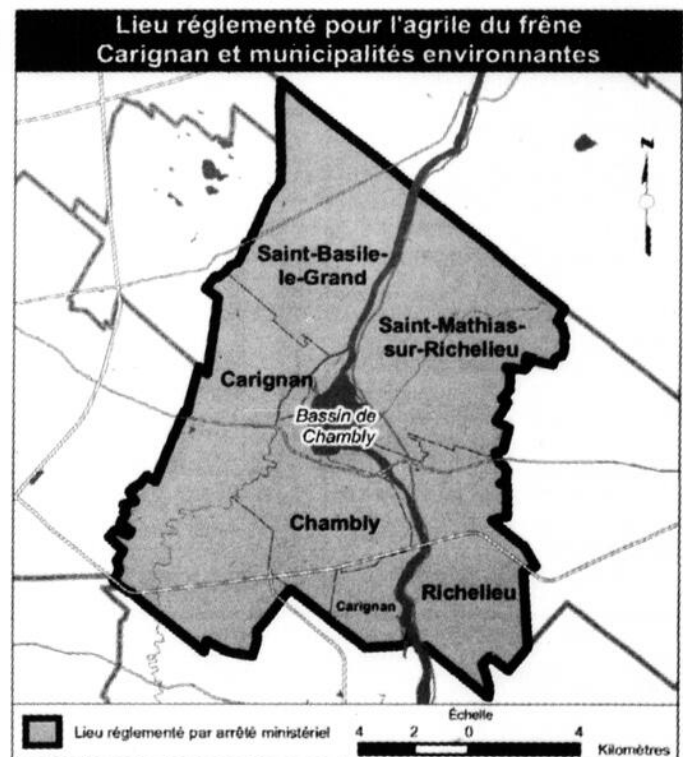 Lieu réglementé pour l'agrile du frêne
Carignan et municipalités environnantes
N
Saint-Basile-
le-Grand
Saint-Mathias-
sur-Richelieu
Carignan
Bassin de
Chambly
Chambly
Richelieu
Carignan
Lieu réglementé par arrêté ministériel
Échelle
4 2 0 4
Kilomètres